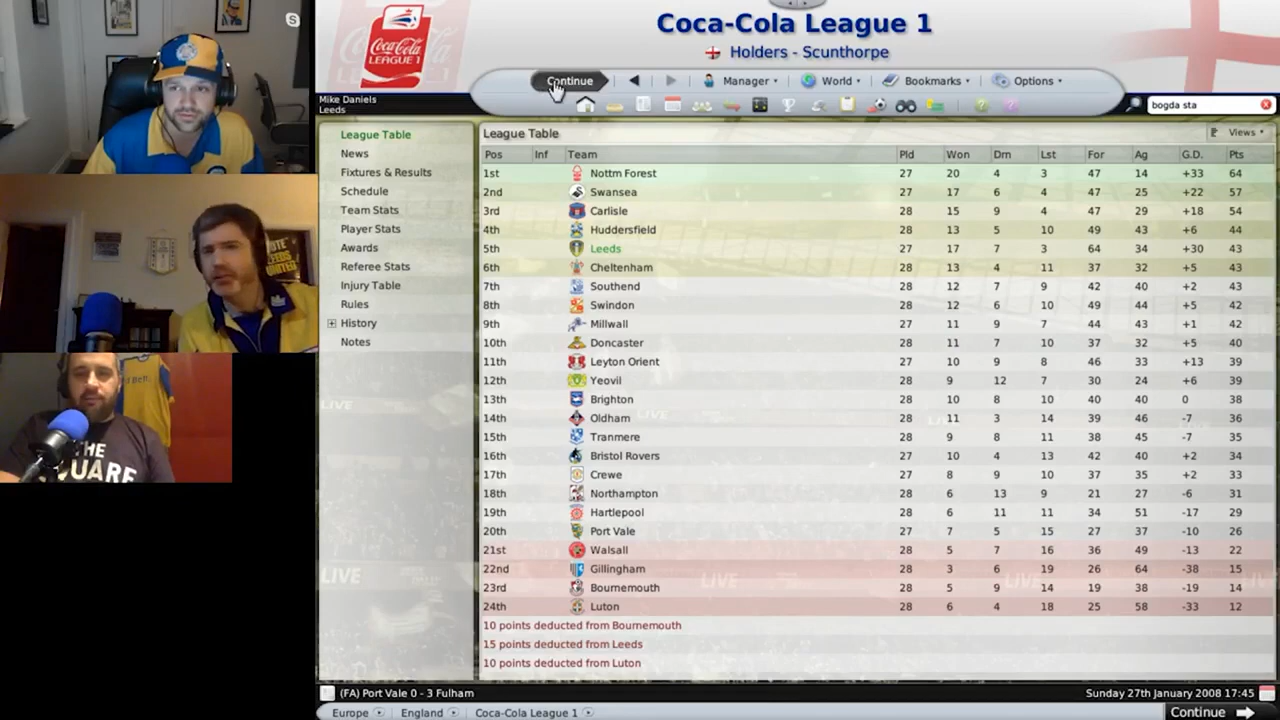 Coca-Cola League 1
Holders - Scunthorpe
Coca-Cola
LEAGUE 1
Continue
Manager
World
Bookmarks
Options
Mike Daniels
Leeds
bogda sta
League Table
News
Fixtures & Results
Schedule
Team Stats
Player Stats
Awards
Referee Stats
Injury Table
Rules
History
Notes
League Table
Views
Pos Inf Team Pld Won Drn Lst For Ag G.D. Pts
1st Nottm Forest 27 20 4 3 47 14 +33 64
2nd Swansea 27 17 6 4 47 25 +22 57
3rd Carlisle 28 15 9 4 47 29 +18 54
4th Huddersfield 28 13 5 10 49 43 +6 44
5th Leeds 27 17 7 3 64 34 +30 43
6th Cheltenham 28 13 4 11 37 32 +5 43
7th Southend 28 12 7 9 42 40 +2 43
8th Swindon 28 12 6 10 49 44 +5 42
9th Millwall 27 11 9 7 44 43 +1 42
10th Doncaster 28 11 7 10 37 32 +5 40
11th Leyton Orient 27 10 9 8 46 33 +13 39
12th Yeovil 28 9 12 7 30 24 +6 39
13th Brighton 28 10 8 10 40 40 0 38
14th Oldham 28 11 3 14 39 46 -7 36
15th Tranmere 28 9 8 11 38 45 -7 35
16th Bristol Rovers 27 10 4 13 42 40 +2 34
17th Crewe 27 8 9 10 37 35 +2 33
18th Northampton 28 6 13 9 21 27 -6 31
19th Hartlepool 28 6 11 11 34 51 -17 29
20th Port Vale 27 7 5 15 27 37 -10 26
21st Walsall 28 5 7 16 36 49 -13 22
22nd Gillingham 28 3 6 19 26 64 -38 15
23rd Bournemouth 28 5 9 14 19 38 -19 14
24th Luton 28 6 4 18 25 58 -33 12
10 points deducted from Bournemouth
15 points deducted from Leeds
10 points deducted from Luton
(FA) Port Vale 0 - 3 Fulham
Sunday 27th January 2008 17:45
Europe
England
Coca-Cola League 1
Continue
LEEDS
UNITED
THE
SQUARE
LIVE
LIVE
LIVE
LIVE
LIVE